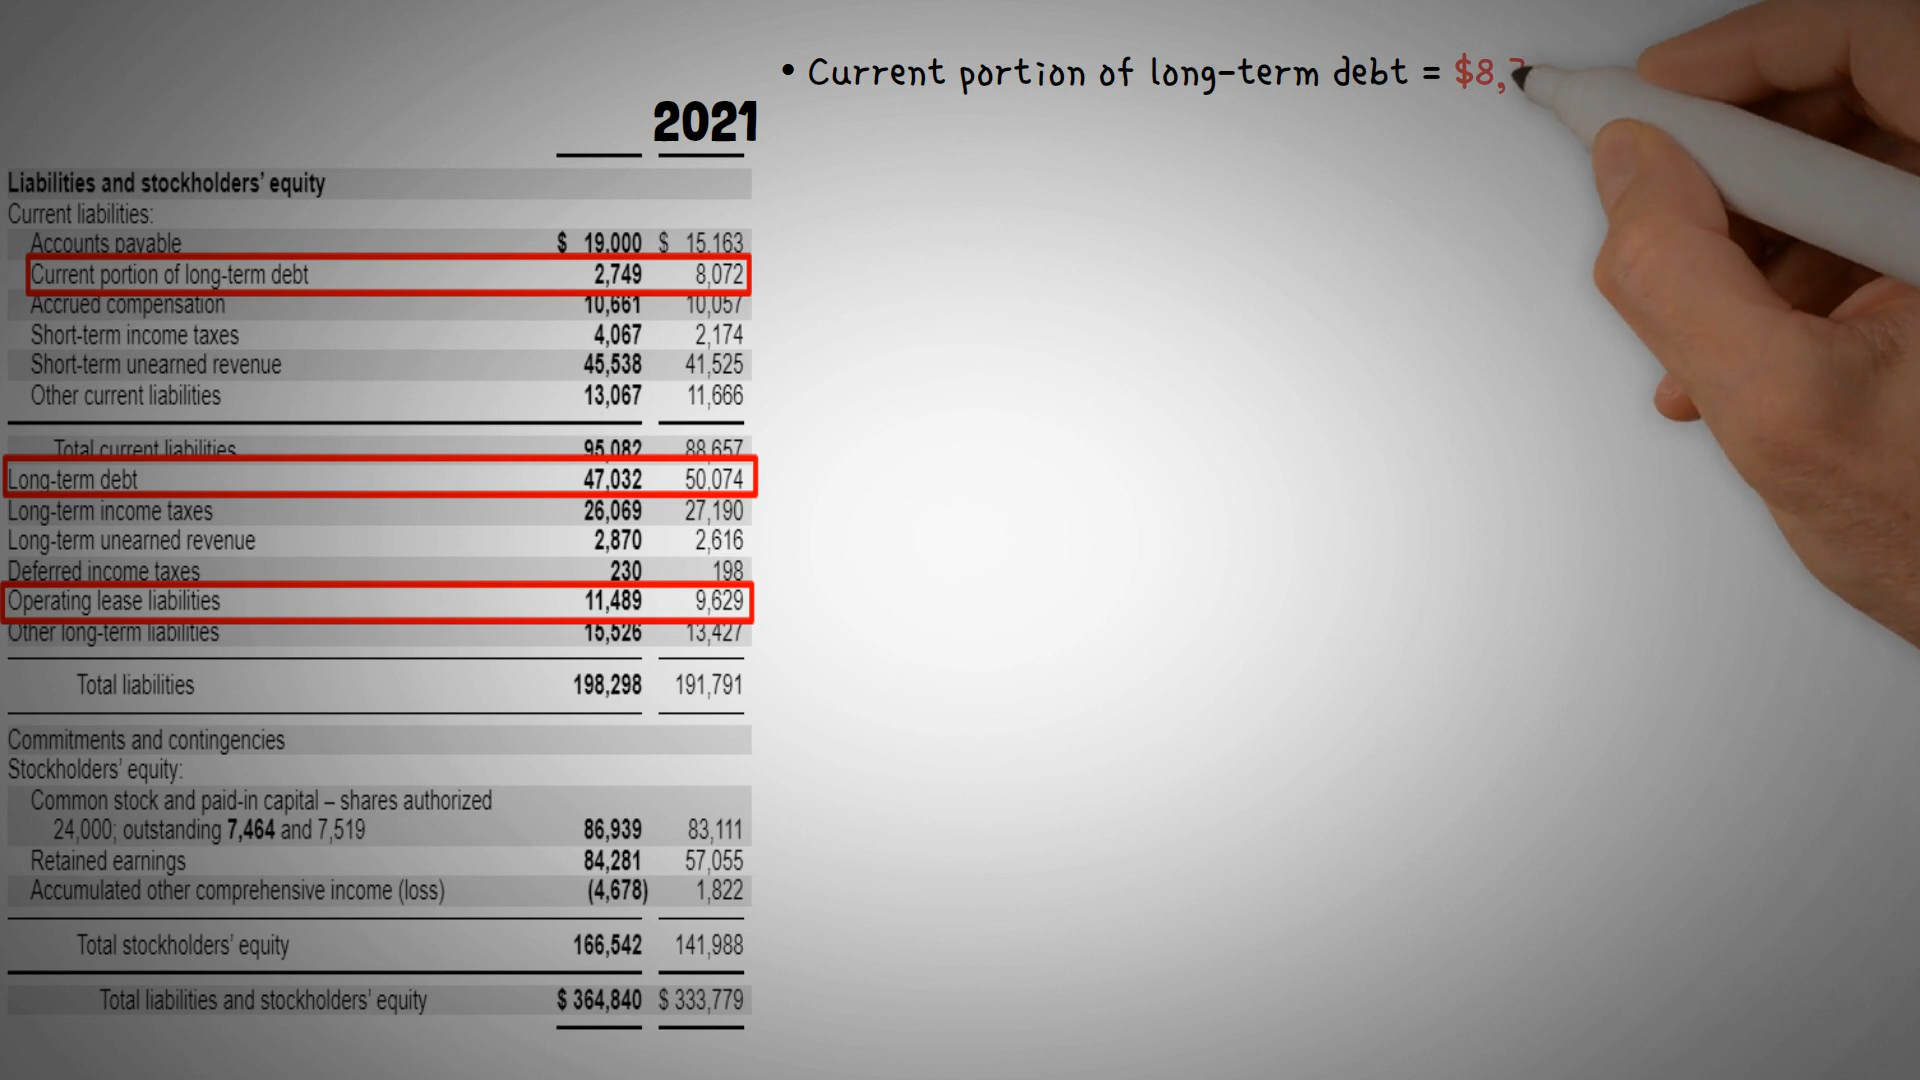 • Current portion of long-term debt = $8,
2021
Liabilities and stockholders' equity
Current liabilities:
Accounts payable $ 19,000 $ 15,163
Current portion of long-term debt 2,749 8,072
Accrued compensation 10,661 10,057
Short-term income taxes 4,067 2,174
Short-term unearned revenue 45,538 41,525
Other current liabilities 13,067 11,666
Total current liabilities 95,082 88,657
Long-term debt 47,032 50,074
Long-term income taxes 26,069 27,190
Long-term unearned revenue 2,870 2,616
Deferred income taxes 230 198
Operating lease liabilities 11,489 9,629
Other long-term liabilities 15,526 13,427
Total liabilities 198,298 191,791
Commitments and contingencies
Stockholders' equity:
Common stock and paid-in capital – shares authorized
24,000; outstanding 7,464 and 7,519 86,939 83,111
Retained earnings 84,281 57,055
Accumulated other comprehensive income (loss) (4,678) 1,822
Total stockholders' equity 166,542 141,988
Total liabilities and stockholders' equity $ 364,840 $ 333,779